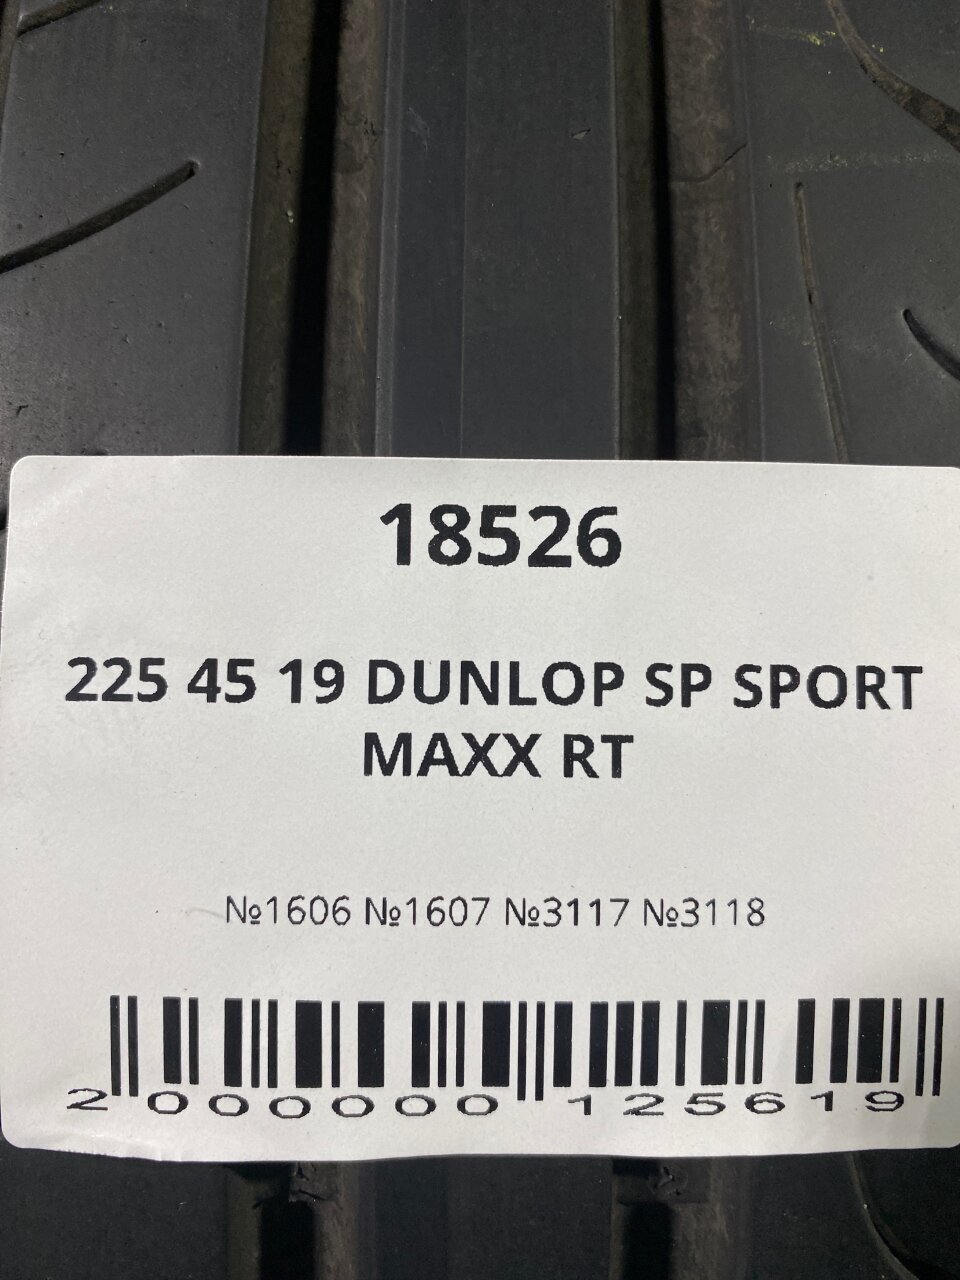 18526
225 45 19 DUNLOP SP SPORT
MAXX RT
№1606 №1607 №3117 №3118
2 000000 125619